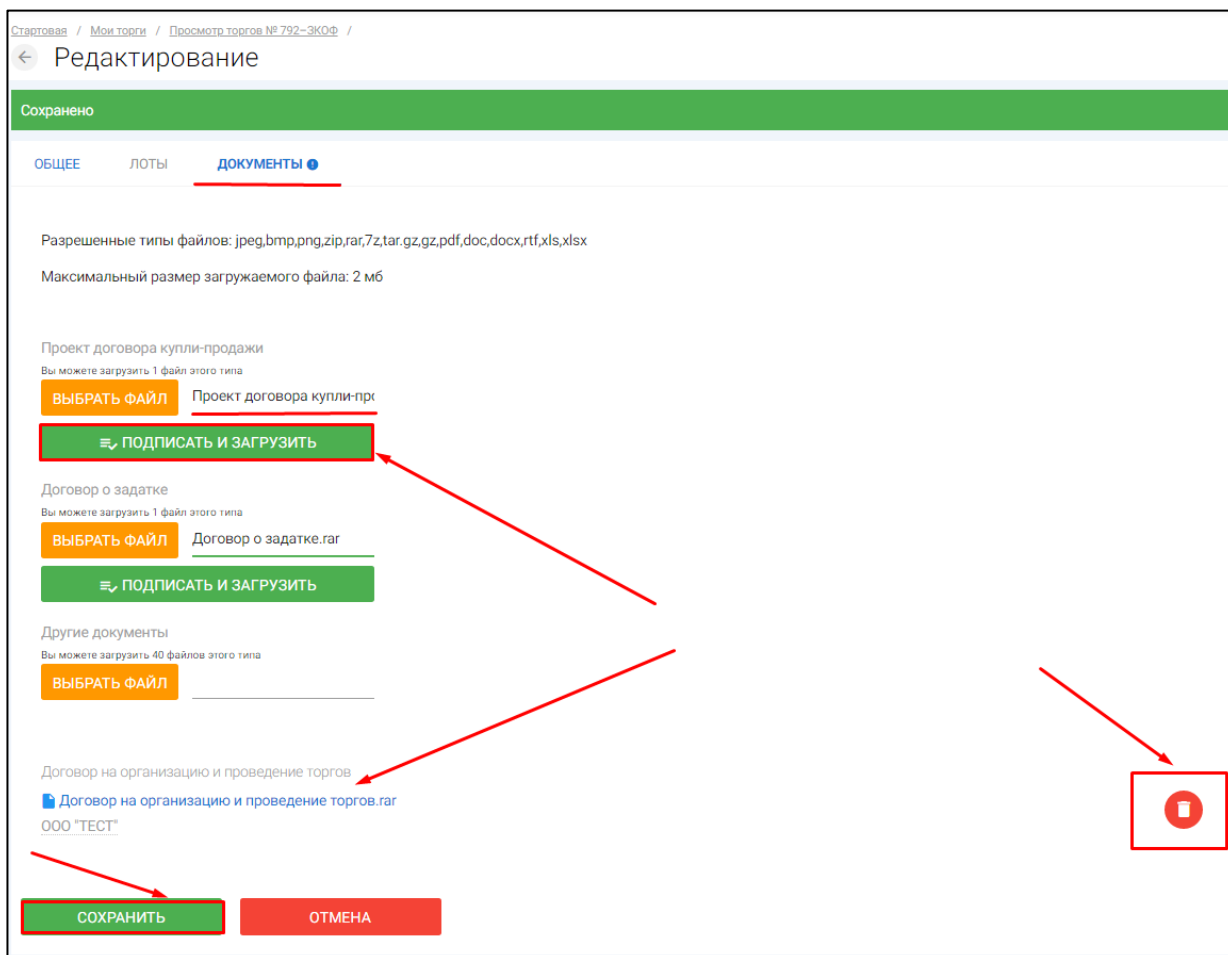 Стартовая / Мои торги / Просмотр торгов № 792–ЗКОФ /
Редактирование
Сохранено
ОБЩЕЕ ЛОТЫ ДОКУМЕНТЫ
Разрешенные типы файлов: jpeg,bmp,png,zip,rar,7z,tar.gz,gz,pdf,doc,docx,rtf,xls,xlsx
Максимальный размер загружаемого файла: 2 мб
Проект договора купли-продажи
Вы можете загрузить 1 файл этого типа
ВЫБРАТЬ ФАЙЛ Проект договора купли-про
ПОДПИСАТЬ И ЗАГРУЗИТЬ
Договор о задатке
Вы можете загрузить 1 файл этого типа
ВЫБРАТЬ ФАЙЛ Договор о задатке.rar
ПОДПИСАТЬ И ЗАГРУЗИТЬ
Другие документы
Вы можете загрузить 40 файлов этого типа
ВЫБРАТЬ ФАЙЛ
Договор на организацию и проведение торгов
Договор на организацию и проведение торгов.rar
ООО "ТЕСТ"
СОХРАНИТЬ ОТМЕНА